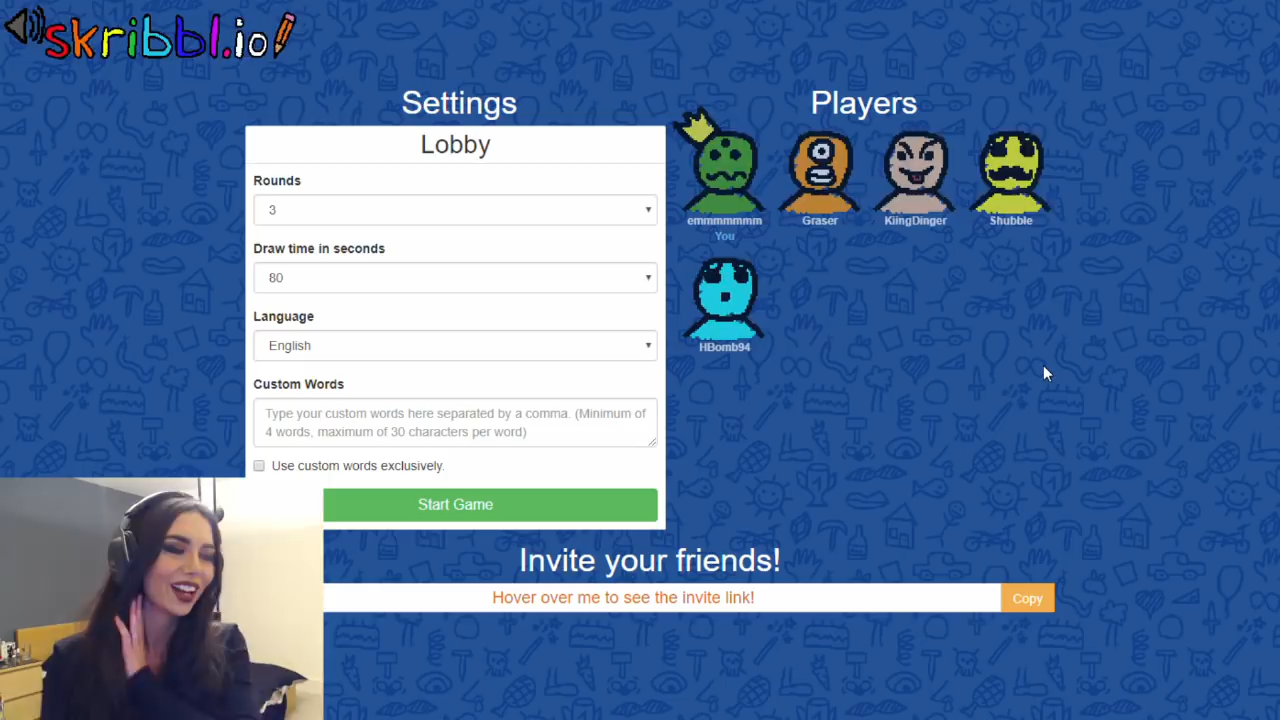 skribbl.io
Settings
Players
Lobby
Rounds
3
Draw time in seconds
80
Language
English
Custom Words
Type your custom words here separated by a comma. (Minimum of
4 words, maximum of 30 characters per word)
Use custom words exclusively.
Start Game
emmmmmmm
You
Graser
KiingDinger
Shubble
HBomb94
Invite your friends!
Hover over me to see the invite link!
Copy